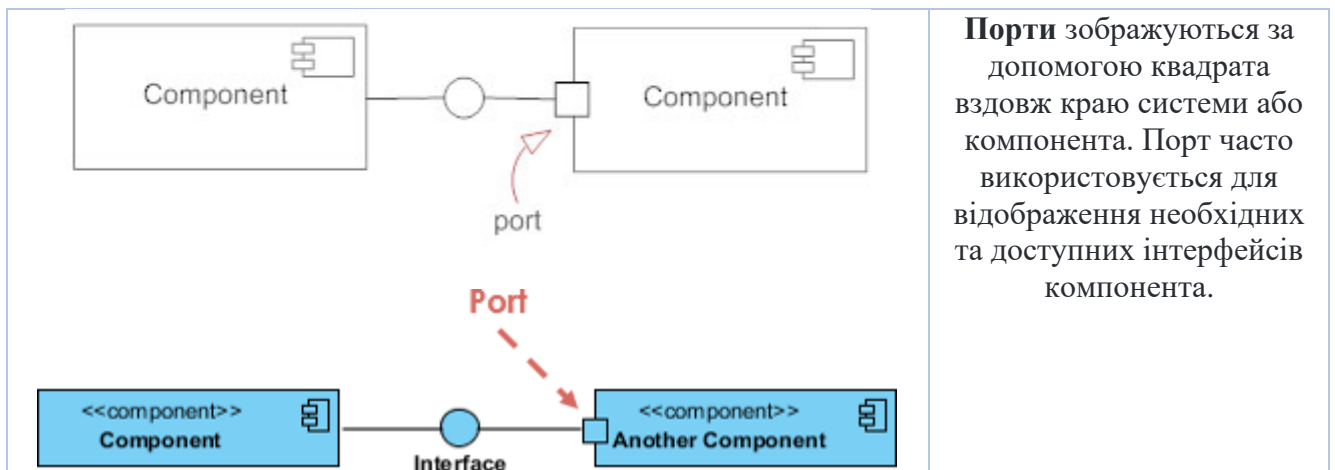 Component
Component
port
Port
<<component>>
Component
Interface
<<component>>
Another Component
Порти зображуються за
допомогою квадрата
вздовж краю системи або
компонента. Порт часто
використовується для
відображення необхідних
та доступних інтерфейсів
компонента.